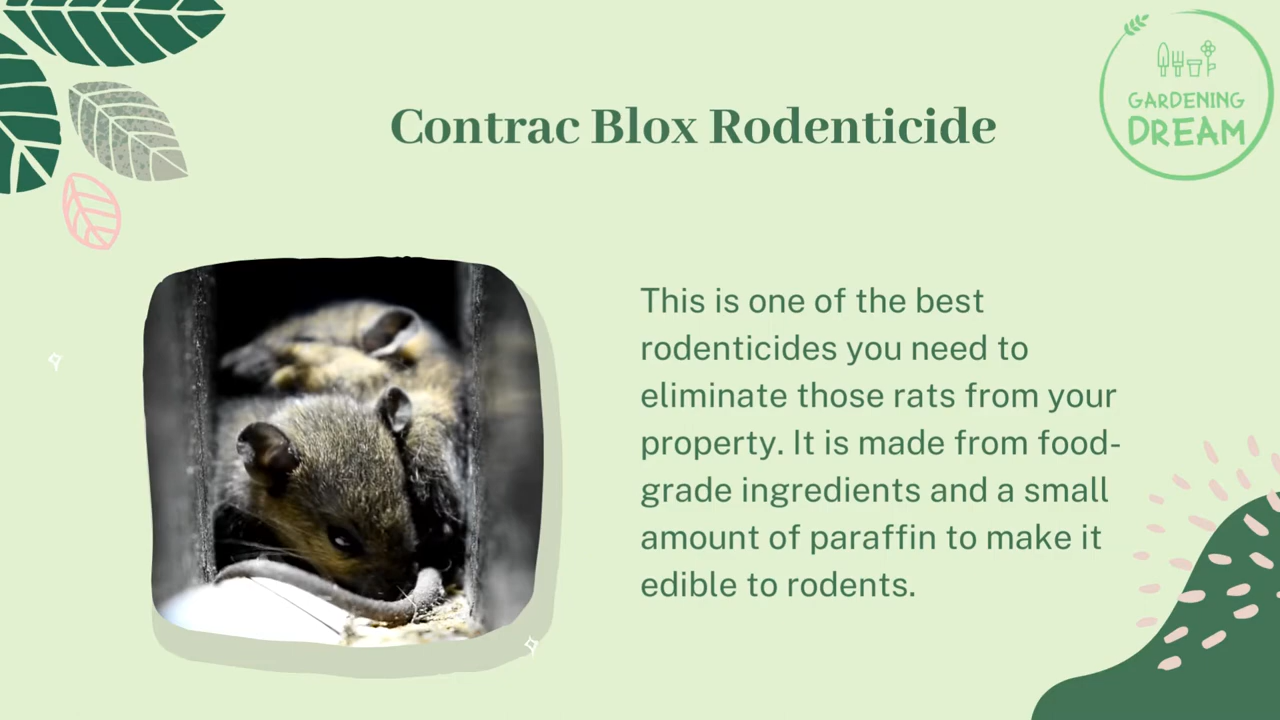 GARDENING
DREAM
Contrac Blox Rodenticide
This is one of the best
rodenticides you need to
eliminate those rats from your
property. It is made from food-
grade ingredients and a small
amount of paraffin to make it
edible to rodents.